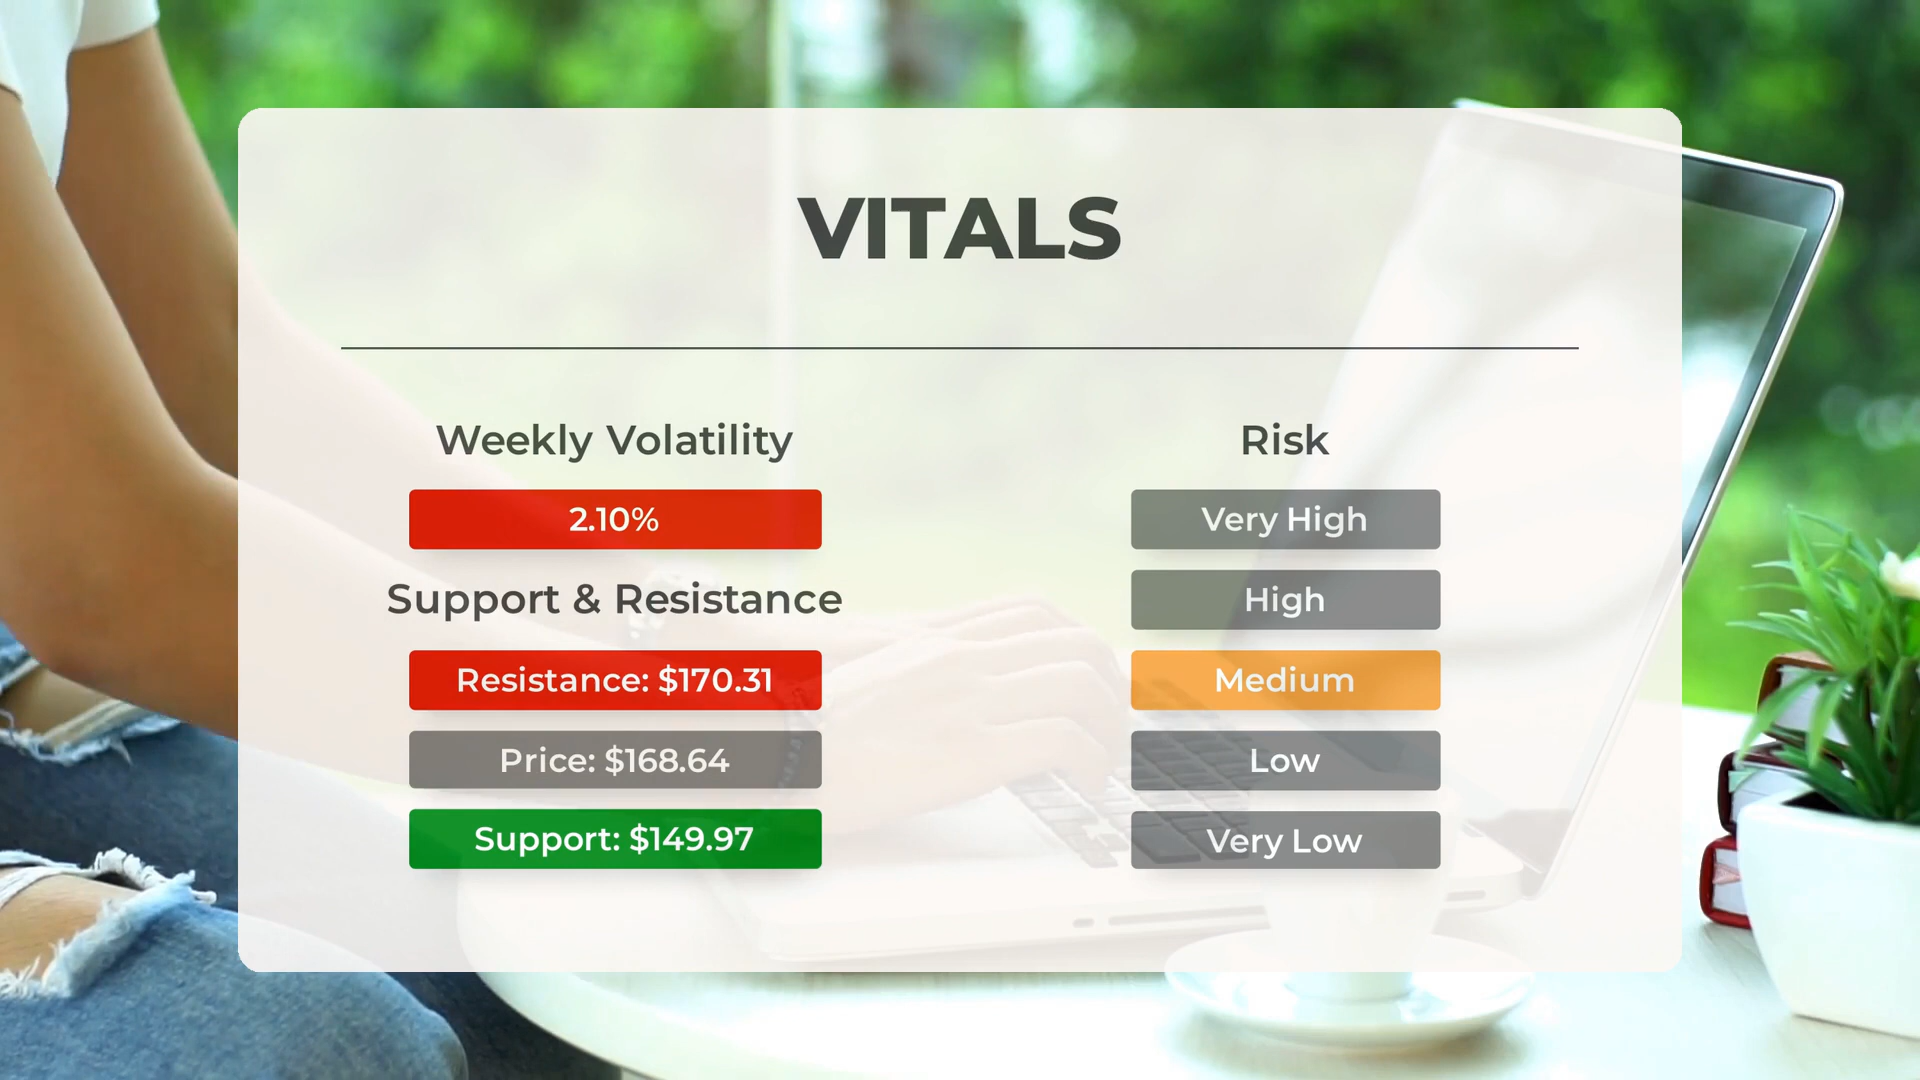 VITALS
Weekly Volatility
2.10%
Support & Resistance
Resistance: $170.31
Price: $168.64
Support: $149.97
Risk
Very High
High
Medium
Low
Very Low